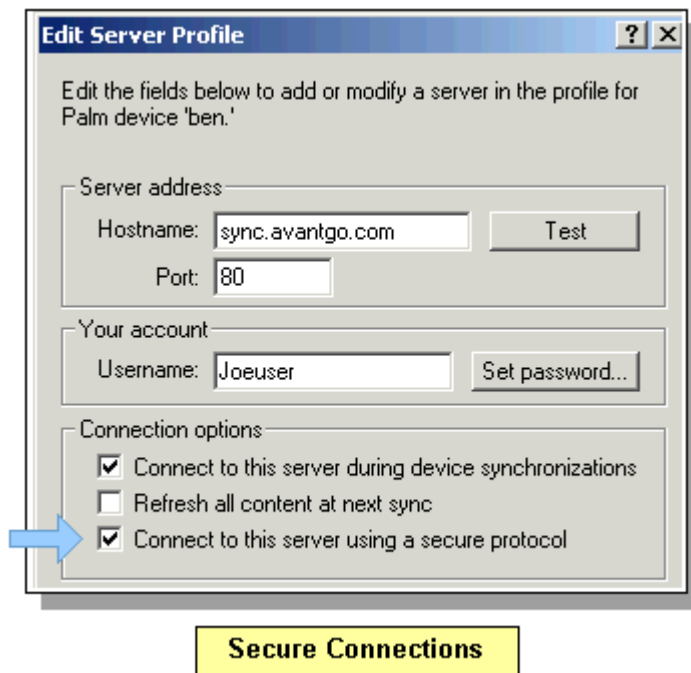 Edit Server Profile
Edit the fields below to add or modify a server in the profile for
Palm device 'ben.'
Server address
Hostname: sync.avantgo.com Test
Port: 80
Your account
Username: Joeuser Set password...
Connection options
Connect to this server during device synchronizations
Refresh all content at next sync
Connect to this server using a secure protocol
Secure Connections